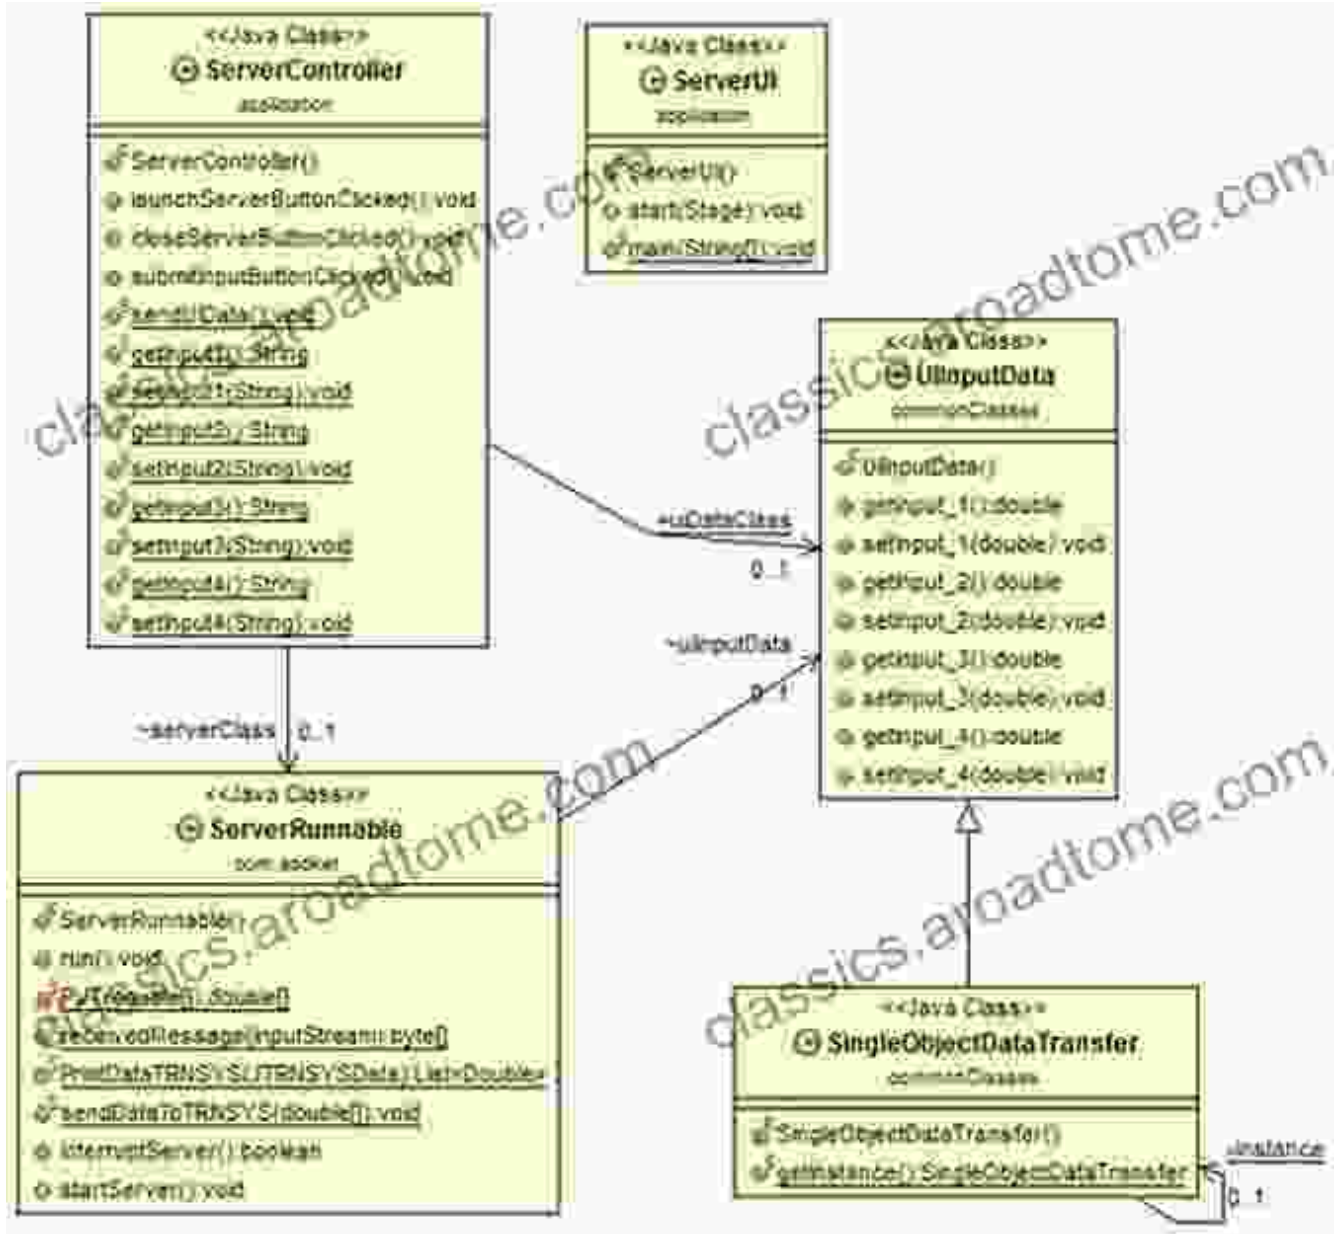 <<Java Class>>
ServerController
application
ServerController()
launchServerButtonClicked():void
closeServerButtonClicked():void
submitInputButtonClicked():void
sendUIData():void
getInput1():String
setInput1(String):void
getInput2():String
setInput2(String):void
getInput3():String
setInput3(String):void
getInput4():String
setInput4(String):void
<<Java Class>>
ServerUI
application
ServerUI()
start(Stage):void
main(String[]):void
<<Java Class>>
UIInputData
commonClasses
UIInputData()
getInput_1():double
setInput_1(double):void
getInput_2():double
setInput_2(double):void
getInput_3():double
setInput_3(double):void
getInput_4():double
setInput_4(double):void
0..1
~uiInputData
0..1
~serverClass
0..1
<<Java Class>>
ServerRunnable
com.socket
ServerRunnable()
run():void
receivedMessage(InputStream):byte[]
PrintDataTRNSYS(JTRNSYSData):List<Double>
sendDataToTRNSYS(double[]):void
interruptServer():boolean
startServer():void
<<Java Class>>
SingleObjectDataTransfer
commonClasses
SingleObjectDataTransfer()
getInstance():SingleObjectDataTransfer
-instance
0..1
classics.aroadtome.com
classics.aroadtome.com
classics.aroadtome.com
classics.aroadtome.com